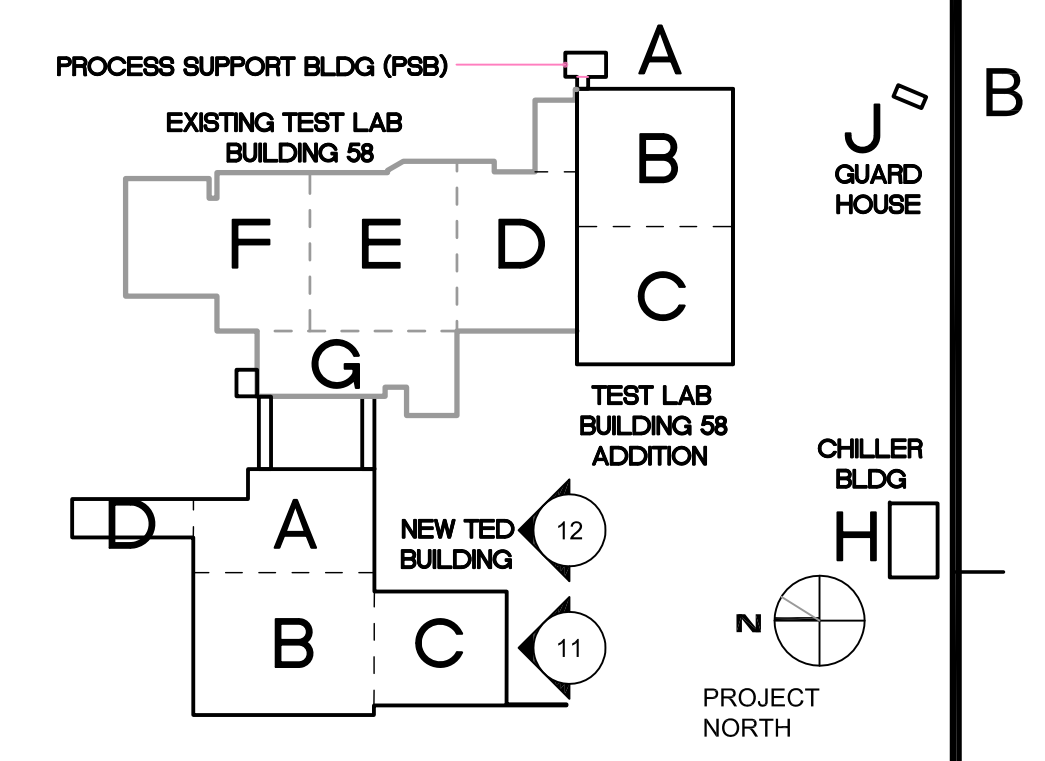 A
PROCESS SUPPORT BLDG (PSB)
B
EXISTING TEST LAB
BUILDING 58
J
GUARD
HOUSE
B
F
E
D
C
G
TEST LAB
BUILDING 58
ADDITION
CHILLER
BLDG
H
D
A
NEW TED
BUILDING
12
N
B
C
11
PROJECT
NORTH